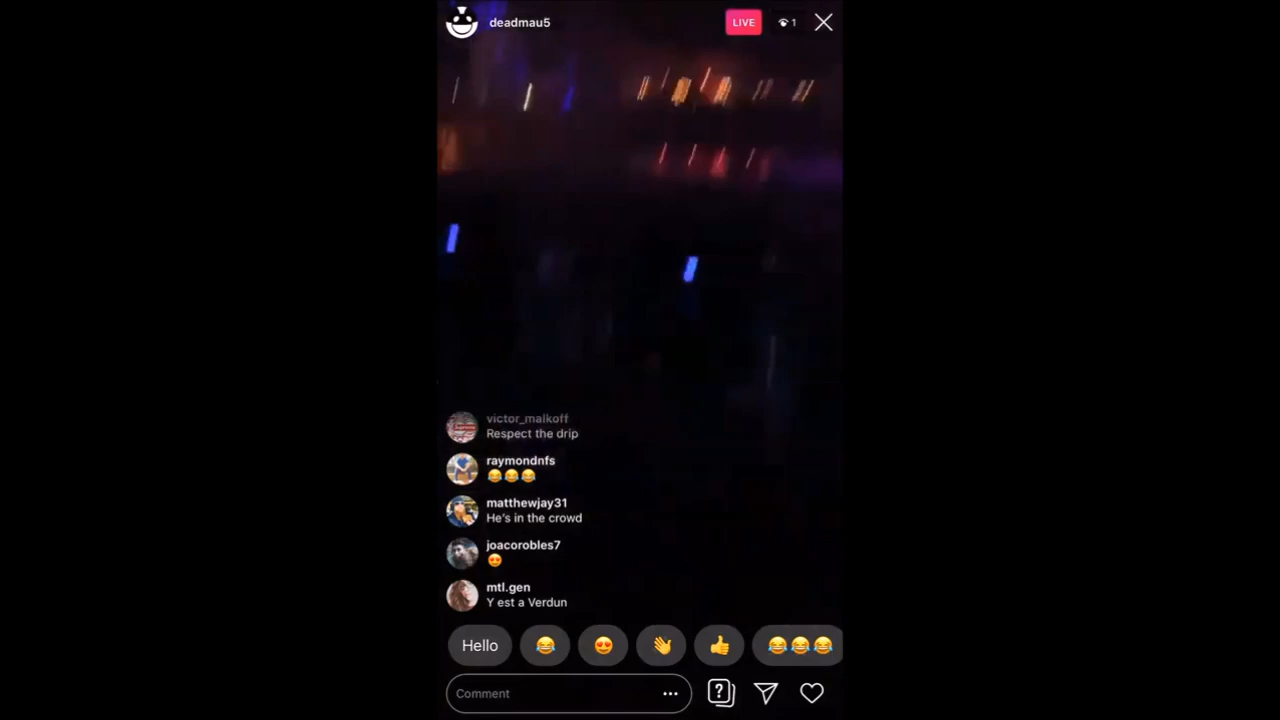 deadmau5
LIVE
1
victor_malkoff
Respect the drip
raymondnfs
😂😂😂
matthewjay31
He's in the crowd
joacorobles7
😍
mtl.gen
Y est a Verdun
Hello 😂 😍 👋 👍 😂😂😂
Comment